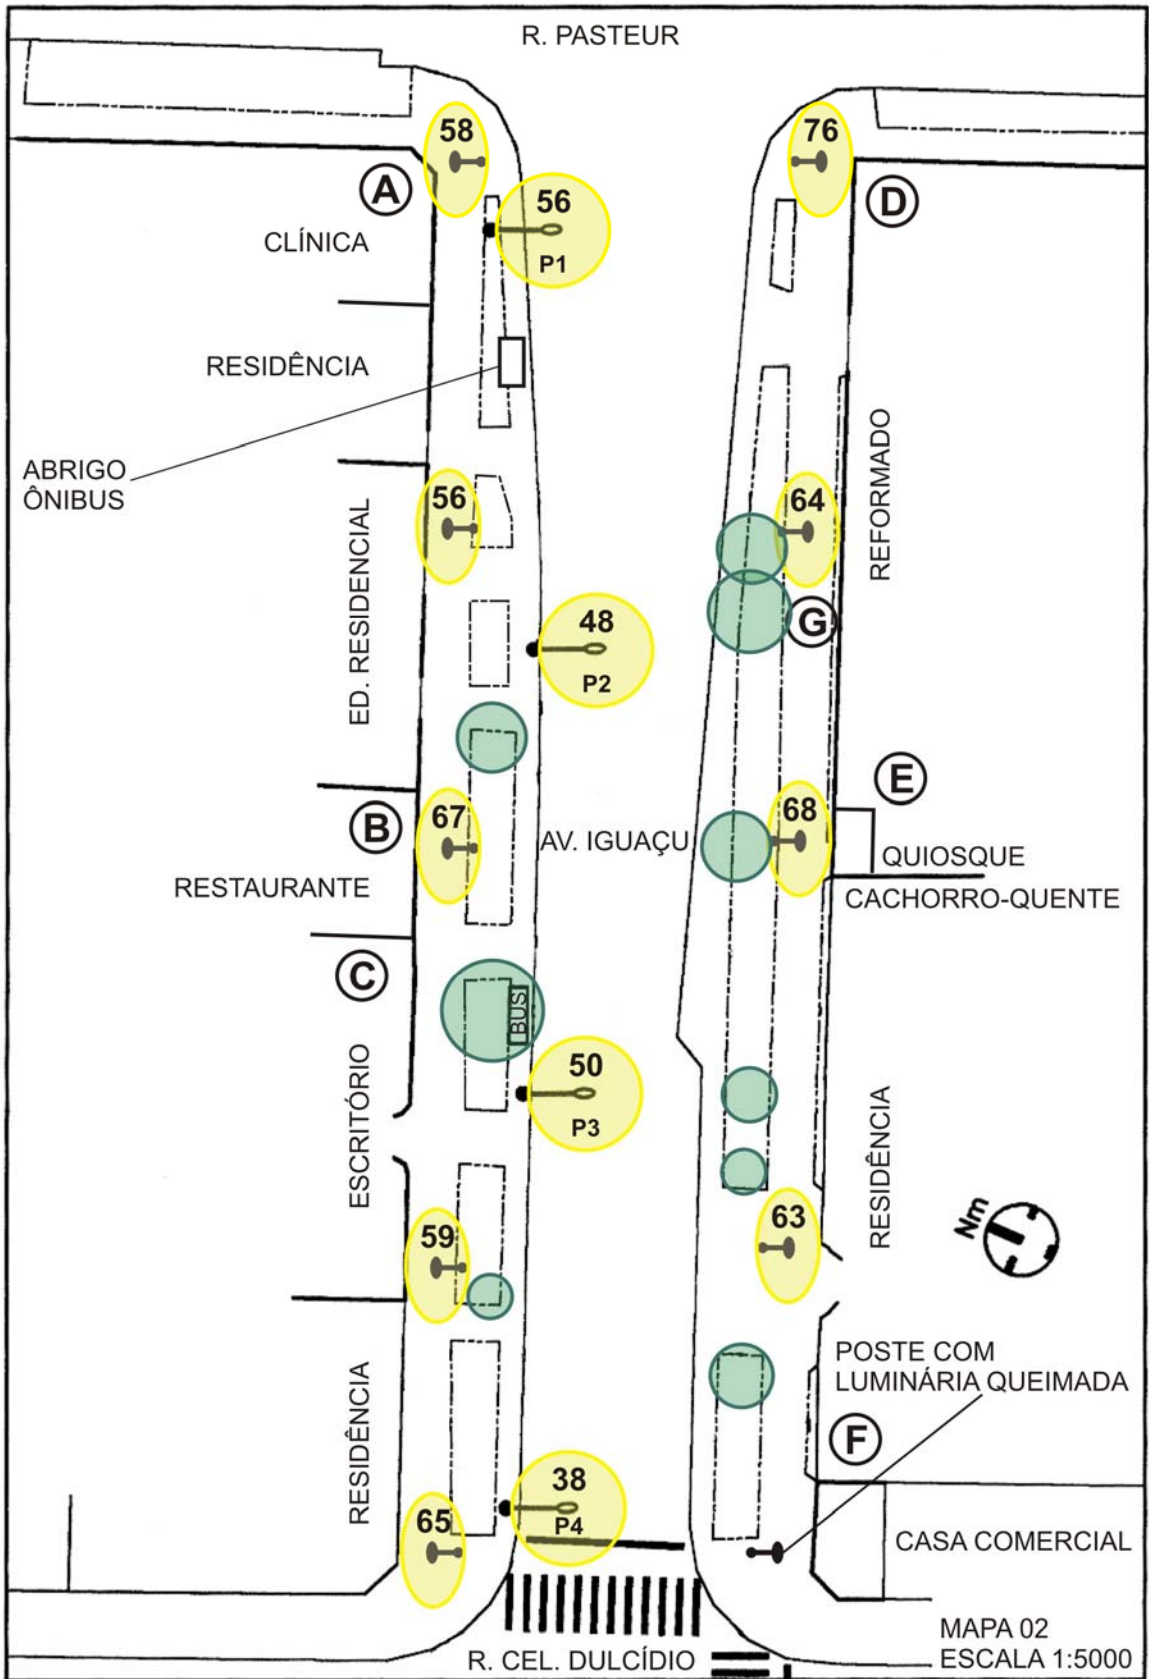 R. PASTEUR
58
76
A
D
56
P1
CLÍNICA
RESIDÊNCIA
ABRIGO
ÔNIBUS
56
64
ED. RESIDENCIAL
REFORMADO
G
48
P2
E
B
67
AV. IGUAÇU
68
QUIOSQUE
RESTAURANTE
CACHORRO-QUENTE
C
BUS
50
P3
ESCRITÓRIO
RESIDÊNCIA
59
63
Nm
POSTE COM
LUMINÁRIA QUEIMADA
RESIDÊNCIA
F
38
P4
65
CASA COMERCIAL
R. CEL. DULCÍDIO
MAPA 02
ESCALA 1:5000